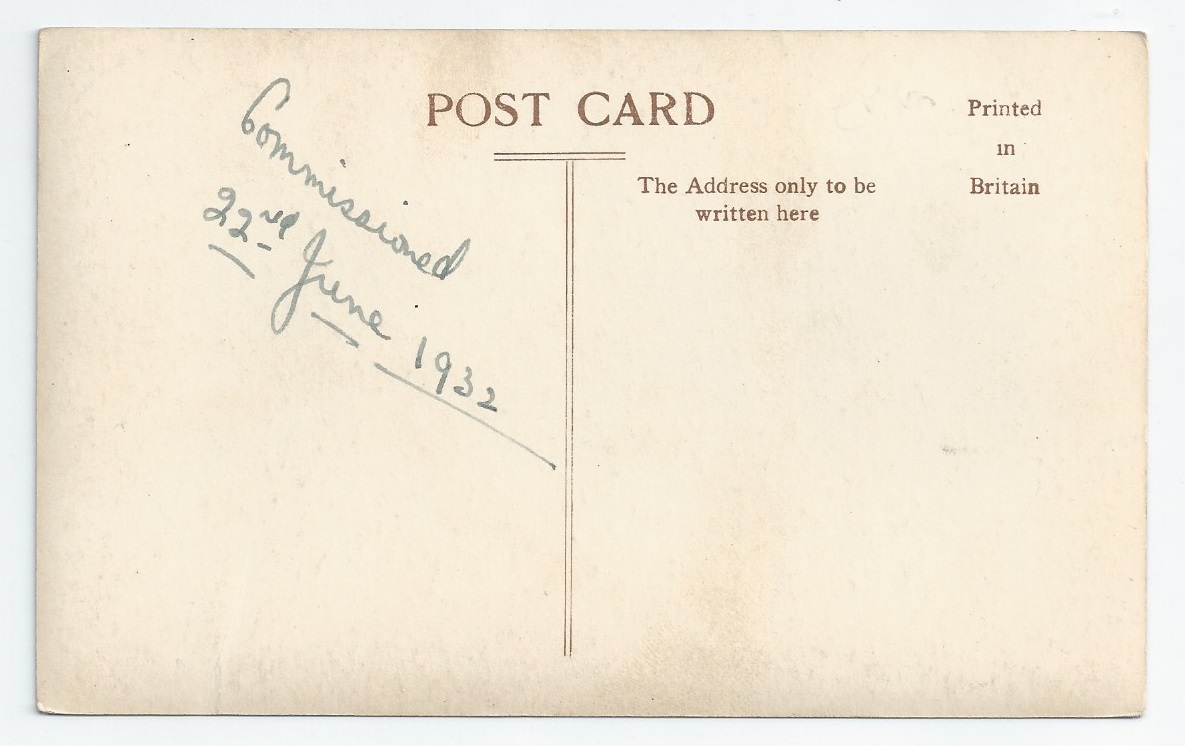 POST CARD
Printed
in
Britain
The Address only to be
written here
Commissioned
22nd June 1932